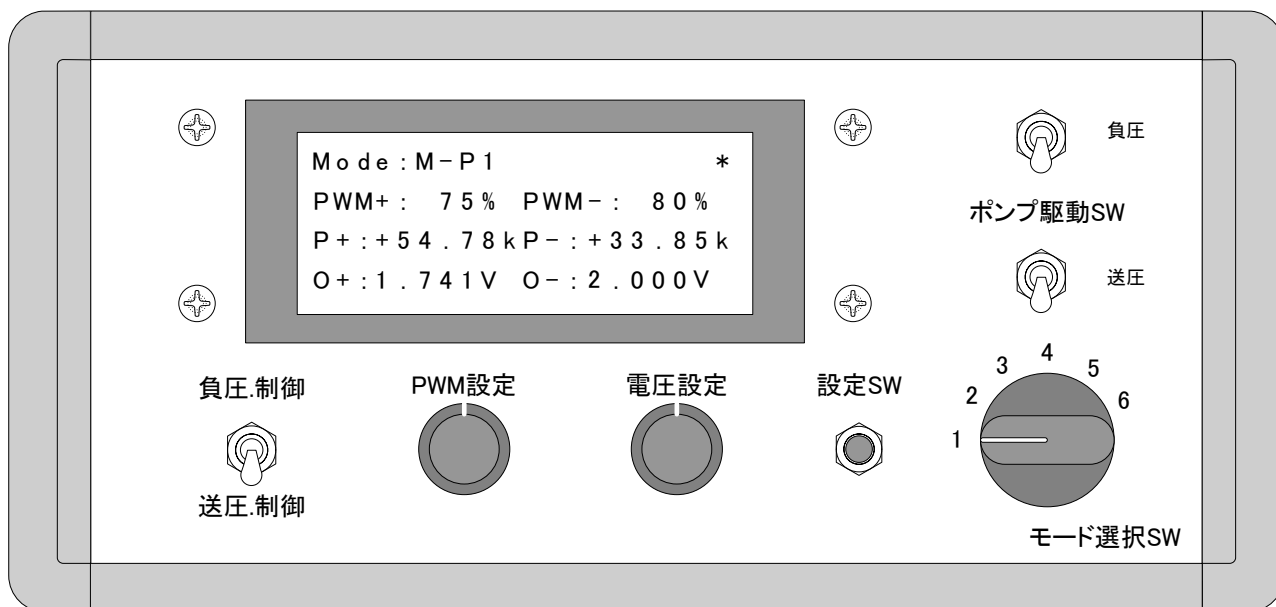 Mode:M-P1 *
PWM+: 75% PWM-: 80%
P+:+54.78kP-:+33.85k
O+:1.741V O-:2.000V
負圧
ポンプ駆動SW
送圧
負圧.制御
送圧.制御
PWM設定
電圧設定
設定SW
1
2
3
4
5
6
モード選択SW